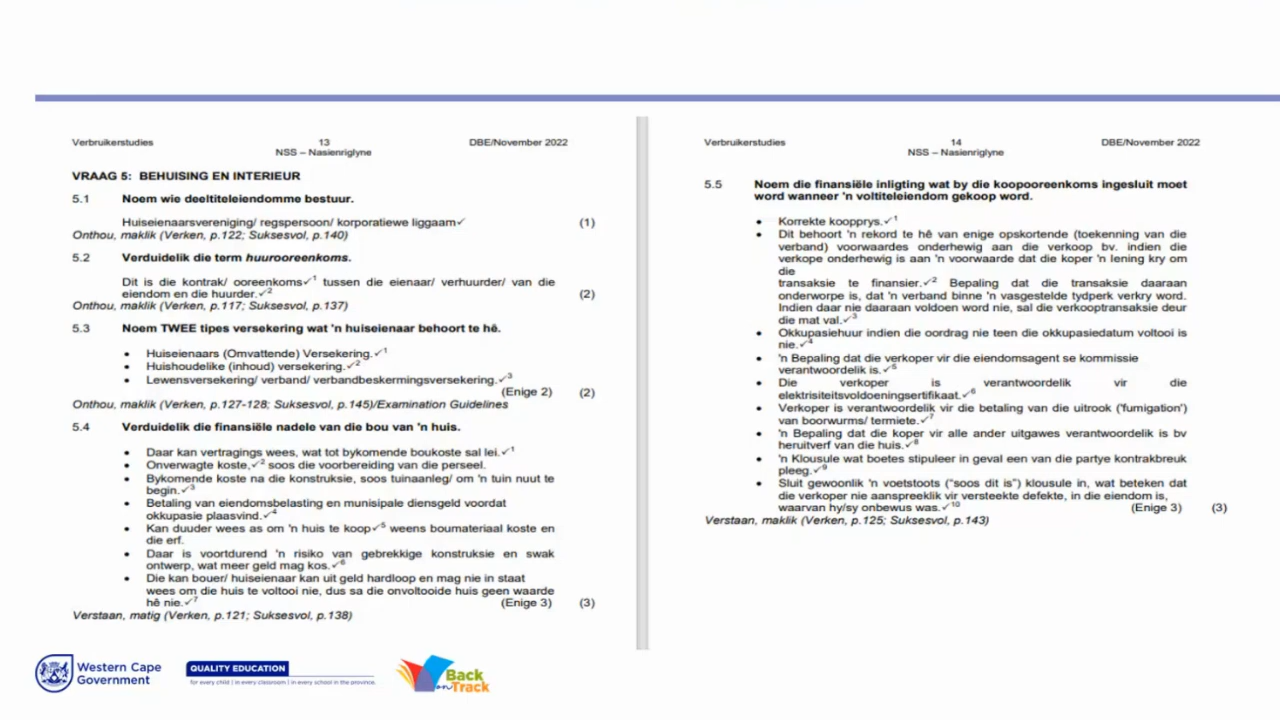 Verbruikerstudies 13 DBE/November 2022
NSS – Nasienriglyne
VRAAG 5: BEHUISING EN INTERIEUR
5.1 Noem wie deeltiteleiendomme bestuur.
Huiseienaarsvereniging/ regspersoon/ korporatiewe liggaam✓ (1)
Onthou, maklik (Verken, p.122; Suksesvol, p.140)
5.2 Verduidelik die term huurooreenkoms.
Dit is die kontrak/ ooreenkoms✓1 tussen die eienaar/ verhuurder/ van die
eiendom en die huurder.✓2 (2)
Onthou, maklik (Verken, p.117; Suksesvol, p.137)
5.3 Noem TWEE tipes versekering wat 'n huiseienaar behoort te hê.
• Huiseienaars (Omvattende) Versekering.✓1
• Huishoudelike (inhoud) versekering.✓2
• Lewensversekering/ verband/ verbandbeskermingsversekering.✓3
(Enige 2) (2)
Onthou, maklik (Verken, p.127-128; Suksesvol, p.145)/Examination Guidelines
5.4 Verduidelik die finansiële nadele van die bou van 'n huis.
• Daar kan vertragings wees, wat tot bykomende boukoste sal lei.✓1
• Onverwagte koste,✓2 soos die voorbereiding van die perseel.
• Bykomende koste na die konstruksie, soos tuinaanleg/ om 'n tuin nuut te
begin.✓3
• Betaling van eiendomsbelasting en munisipale diensgeld voordat
okkupasie plaasvind.✓4
• Kan duuder wees as om 'n huis te koop✓5 weens boumateriaal koste en
die erf.
• Daar is voortdurend 'n risiko van gebrekkige konstruksie en swak
ontwerp, wat meer geld mag kos.✓6
• Die kan bouer/ huiseienaar kan uit geld hardloop en mag nie in staat
wees om die huis te voltooi nie, dus sa die onvoltooide huis geen waarde
hê nie.✓7 (Enige 3) (3)
Verstaan, matig (Verken, p.121; Suksesvol, p.138)
Verbruikerstudies 14 DBE/November 2022
NSS – Nasienriglyne
5.5 Noem die finansiële inligting wat by die koopooreenkoms ingesluit moet
word wanneer 'n voltiteleiendom gekoop word.
• Korrekte koopprys.✓1
• Dit behoort 'n rekord te hê van enige opskortende (toekenning van die
verband) voorwaardes onderhewig aan die verkoop bv. indien die
verkope onderhewig is aan 'n voorwaarde dat die koper 'n lening kry om
die
transaksie te finansier.✓2 Bepaling dat die transaksie daaraan
onderworpe is, dat 'n verband binne 'n vasgestelde tydperk verkry word.
Indien daar nie daaraan voldoen word nie, sal die verkooptransaksie deur
die mat val.✓3
• Okkupasiehuur indien die oordrag nie teen die okkupasiedatum voltooi is
nie.✓4
• 'n Bepaling dat die verkoper vir die eiendomsagent se kommissie
verantwoordelik is.✓5
• Die verkoper is verantwoordelik vir die
elektrisiteitsvoldoeningsertifikaat.✓6
• Verkoper is verantwoordelik vir die betaling van die uitrook ('fumigation')
van boorwurms/ termiete.✓7
• 'n Bepaling dat die koper vir alle ander uitgawes verantwoordelik is bv
heruitverf van die huis.✓8
• 'n Klousule wat boetes stipuleer in geval een van die partye kontrakbreuk
pleeg.✓9
• Sluit gewoonlik 'n voetstoots ("soos dit is") klousule in, wat beteken dat
die verkoper nie aanspreeklik vir versteekte defekte, in die eiendom is,
waarvan hy/sy onbewus was.✓10 (Enige 3) (3)
Verstaan, maklik (Verken, p.125; Suksesvol, p.143)
Western Cape
Government
QUALITY EDUCATION
for every child | in every classroom | in every school in the province.
Back
on Track